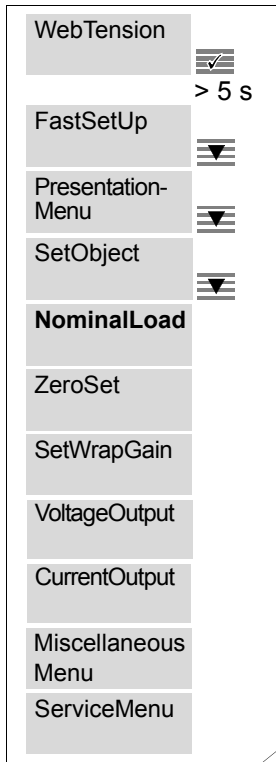 WebTension
> 5 s
FastSetUp
Presentation-
Menu
SetObject
NominalLoad
ZeroSet
SetWrapGain
VoltageOutput
CurrentOutput
Miscellaneous
Menu
ServiceMenu